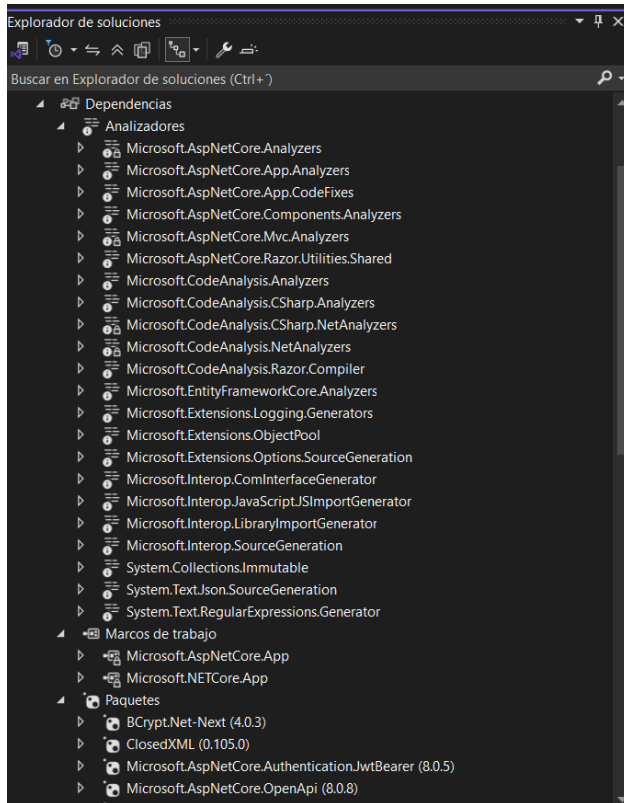 Explorador de soluciones
Buscar en Explorador de soluciones (Ctrl+´)
Dependencias
Analizadores
Microsoft.AspNetCore.Analyzers
Microsoft.AspNetCore.App.Analyzers
Microsoft.AspNetCore.App.CodeFixes
Microsoft.AspNetCore.Components.Analyzers
Microsoft.AspNetCore.Mvc.Analyzers
Microsoft.AspNetCore.Razor.Utilities.Shared
Microsoft.CodeAnalysis.Analyzers
Microsoft.CodeAnalysis.CSharp.Analyzers
Microsoft.CodeAnalysis.CSharp.NetAnalyzers
Microsoft.CodeAnalysis.NetAnalyzers
Microsoft.CodeAnalysis.Razor.Compiler
Microsoft.EntityFrameworkCore.Analyzers
Microsoft.Extensions.Logging.Generators
Microsoft.Extensions.ObjectPool
Microsoft.Extensions.Options.SourceGeneration
Microsoft.Interop.ComInterfaceGenerator
Microsoft.Interop.JavaScript.JSImportGenerator
Microsoft.Interop.LibraryImportGenerator
Microsoft.Interop.SourceGeneration
System.Collections.Immutable
System.Text.Json.SourceGeneration
System.Text.RegularExpressions.Generator
Marcos de trabajo
Microsoft.AspNetCore.App
Microsoft.NETCore.App
Paquetes
BCrypt.Net-Next (4.0.3)
ClosedXML (0.105.0)
Microsoft.AspNetCore.Authentication.JwtBearer (8.0.5)
Microsoft.AspNetCore.OpenApi (8.0.8)